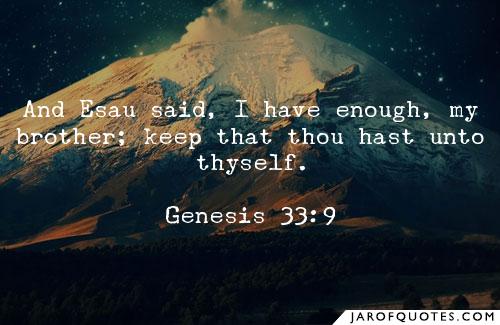 And Esau said, I have enough, my
brother; keep that thou hast unto
thyself.
Genesis 33:9
JAROFQUOTES.COM